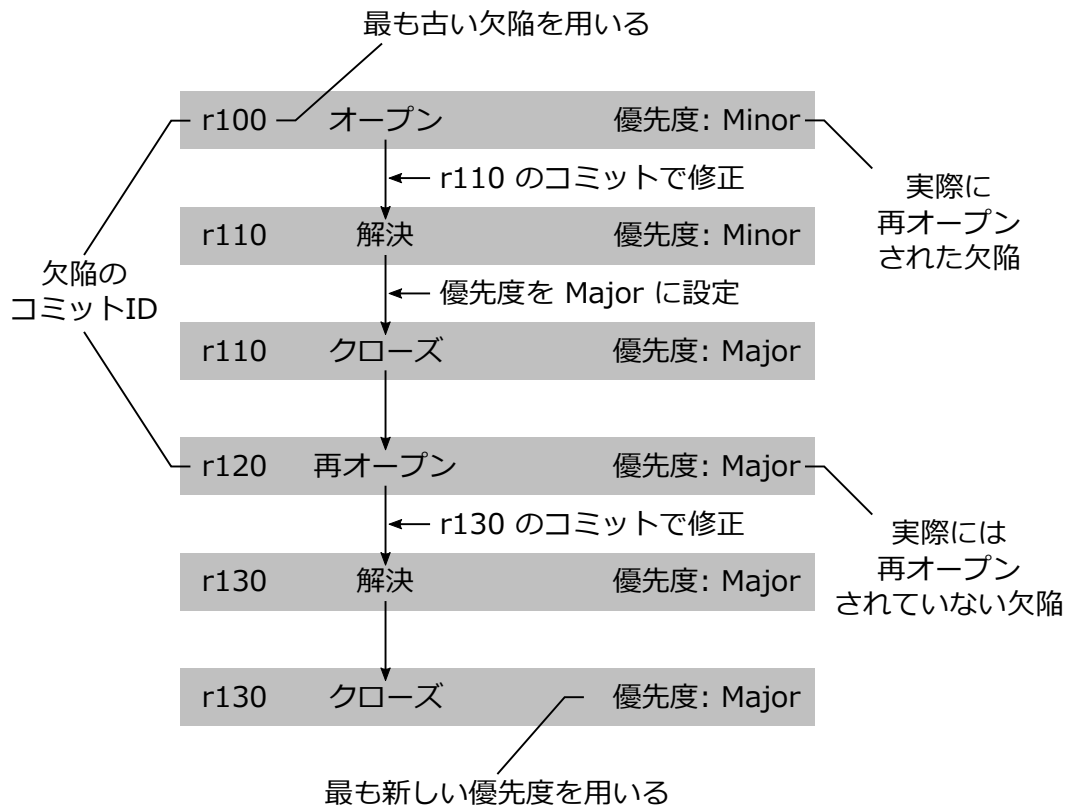 最も古い欠陥を用いる
r100 オープン 優先度: Minor
r110 のコミットで修正
実際に
再オープン
された欠陥
r110 解決 優先度: Minor
欠陥の
コミットID
優先度を Major に設定
r110 クローズ 優先度: Major
r120 再オープン 優先度: Major
r130 のコミットで修正
実際には
再オープン
されていない欠陥
r130 解決 優先度: Major
r130 クローズ 優先度: Major
最も新しい優先度を用いる